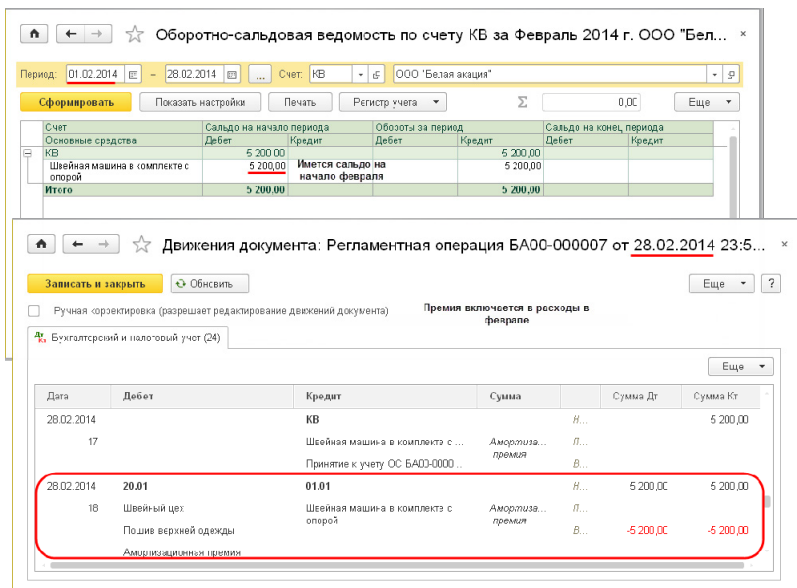 Оборотно-сальдовая ведомость по счету КВ за Февраль 2014 г. ООО "Бел... ×
Период: 01.02.2014 – 28.02.2014 ... Счет: КВ ООО "Белая акация"
Сформировать Показать настройки Печать Регистр учета Σ 0,00 Еще
Счет Сальдо на начало периода Обороты за период Сальдо на конец периода
Основные средства Дебет Кредит Дебет Кредит Дебет Кредит
КВ 5 200,00 5 200,00
Швейная машина в комплекте с опорой 5 200,00 Имется сальдо на начало февраля 5 200,00
Итого 5 200,00 5 200,00
Движения документа: Регламентная операция БА00-000007 от 28.02.2014 23:5... ×
Записать и закрыть Обновить Еще ?
Ручная корректировка (разрешает редактирование движений документа) Премия включается в расходы в феврале
Дт Кт Бухгалтерский и налоговый учет (24)
Еще
Дата Дебет Кредит Сумма Сумма Дт Сумма Кт
28.02.2014 КВ Н... 5 200,00
17 Швейная машина в комплекте с ... Амортиза... премия П...
Принятие к учету ОС БА00-0000... В...
28.02.2014 20.01 01.01 Н... 5 200,00 5 200,00
18 Швейный цех Швейная машина в комплекте с опорой Амортиза... премия П...
Пошив верхней одежды В... -5 200,00 -5 200,00
Амортизационная премия